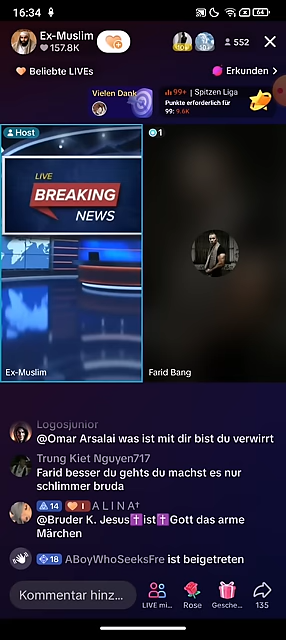 16:34
64
Ex-Muslim
157.8K
552
Beliebte LIVEs
Erkunden
Vielen Dank
99+ | Spitzen Liga
Punkte erforderlich für
99: 9.6K
Host
1
LIVE
BREAKING
NEWS
Ex-Muslim
Farid Bang
Logosjunior
@Omar Arsalai was ist mit dir bist du verwirrt
Trung Kiet Nguyen717
Farid besser du gehts du machst es nur
schlimmer bruda
14 I A L I N A†
@Bruder K. Jesus✝️ist✝️Gott das arme
Märchen
18 ABoyWhoSeeksFre ist beigetreten
Kommentar hinz...
LIVE mi...
Rose
Gesche...
135